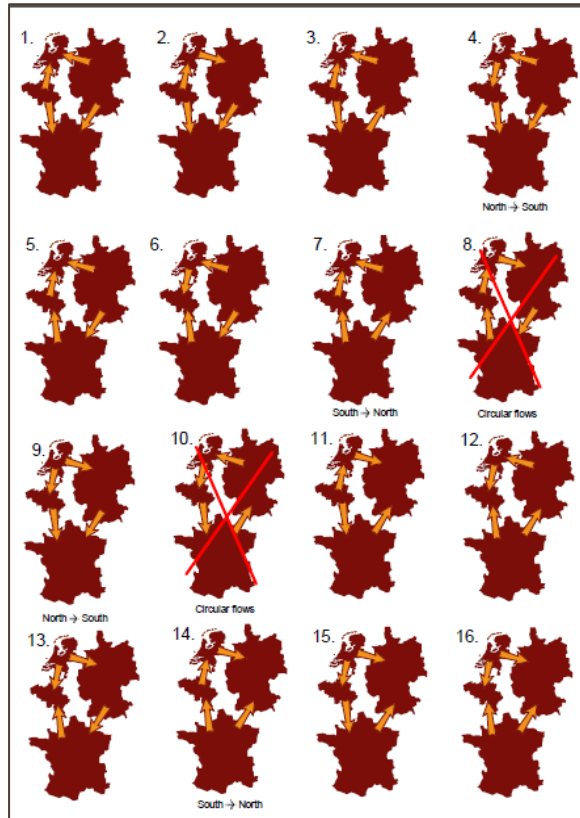 1.
2.
3.
4.
North → South
5.
6.
7.
8.
South → North
Circular flows
9.
10.
11.
12.
North → South
Circular flows
13.
14.
15.
16.
South → North